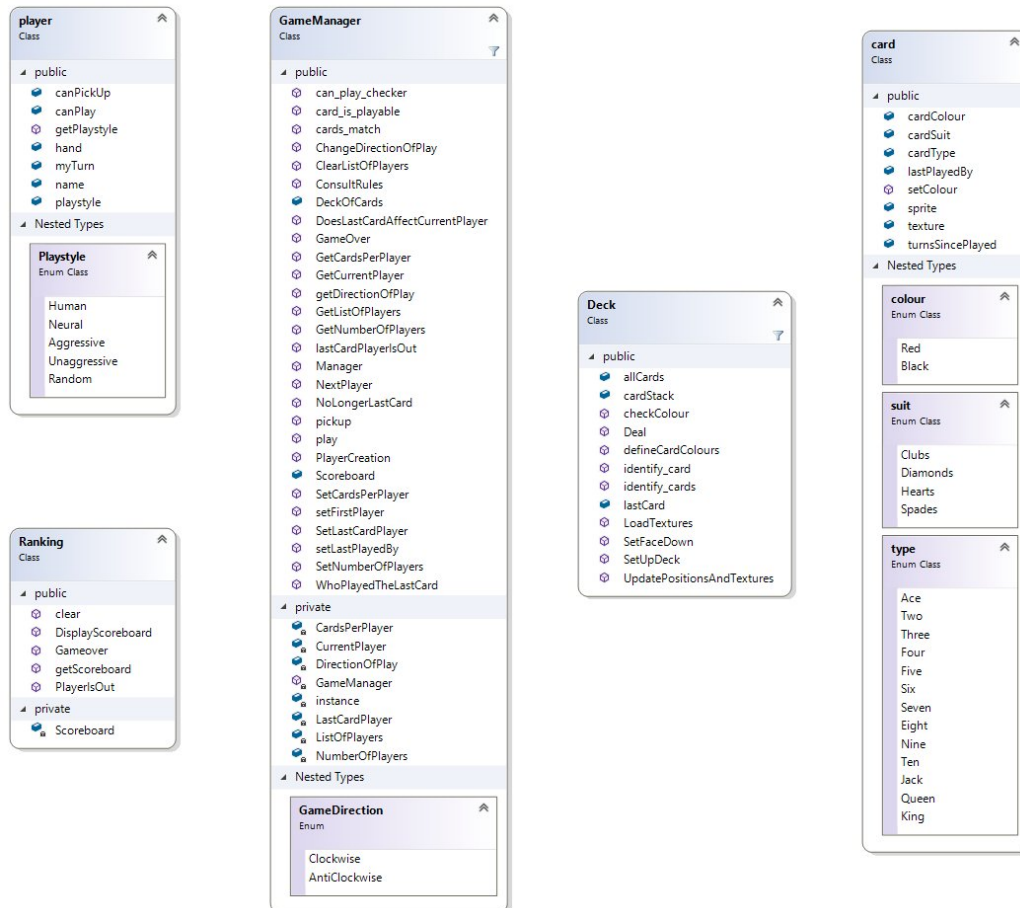 player
Class
public
canPickUp
canPlay
getPlaystyle
hand
myTurn
name
playstyle
Nested Types
Playstyle
Enum Class
Human
Neural
Aggressive
Unaggressive
Random
Ranking
Class
public
clear
DisplayScoreboard
Gameover
getScoreboard
PlayerIsOut
private
Scoreboard
GameManager
Class
public
can_play_checker
card_is_playable
cards_match
ChangeDirectionOfPlay
ClearListOfPlayers
ConsultRules
DeckOfCards
DoesLastCardAffectCurrentPlayer
GameOver
GetCardsPerPlayer
GetCurrentPlayer
getDirectionOfPlay
GetListOfPlayers
GetNumberOfPlayers
lastCardPlayerIsOut
Manager
NextPlayer
NoLongerLastCard
pickup
play
PlayerCreation
Scoreboard
SetCardsPerPlayer
setFirstPlayer
SetLastCardPlayer
setLastPlayedBy
SetNumberOfPlayers
WhoPlayedTheLastCard
private
CardsPerPlayer
CurrentPlayer
DirectionOfPlay
GameManager
instance
LastCardPlayer
ListOfPlayers
NumberOfPlayers
Nested Types
GameDirection
Enum
Clockwise
AntiClockwise
Deck
Class
public
allCards
cardStack
checkColour
Deal
defineCardColours
identify_card
identify_cards
lastCard
LoadTextures
SetFaceDown
SetUpDeck
UpdatePositionsAndTextures
card
Class
public
cardColour
cardSuit
cardType
lastPlayedBy
setColour
sprite
texture
turnsSincePlayed
Nested Types
colour
Enum Class
Red
Black
suit
Enum Class
Clubs
Diamonds
Hearts
Spades
type
Enum Class
Ace
Two
Three
Four
Five
Six
Seven
Eight
Nine
Ten
Jack
Queen
King